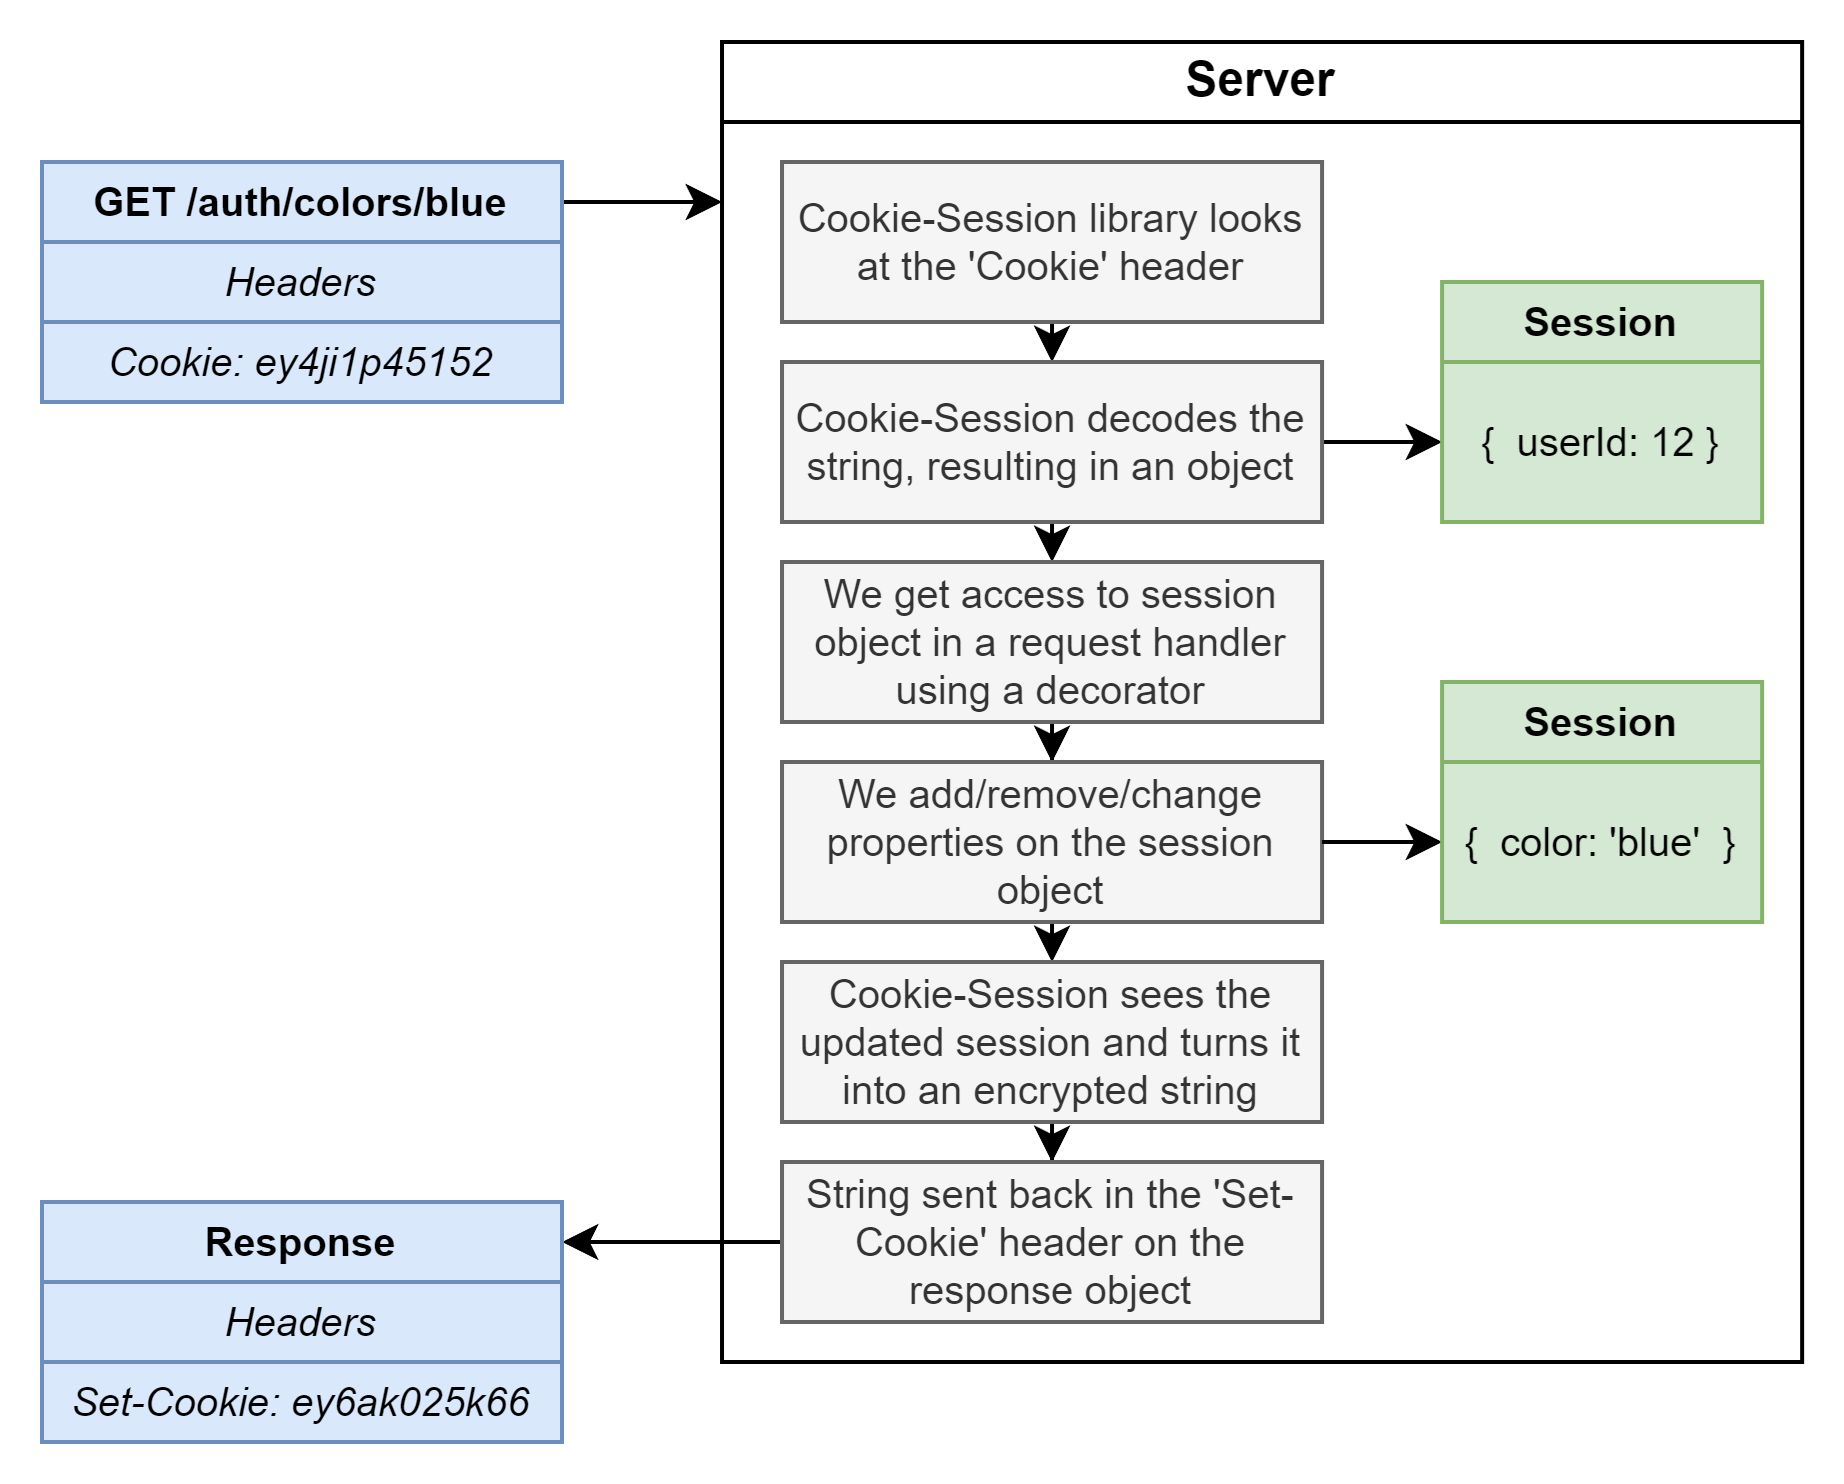 Server
GET /auth/colors/blue
Headers
Cookie: ey4ji1p45152
Cookie-Session library looks
at the 'Cookie' header
Cookie-Session decodes the
string, resulting in an object
Session
{  userId: 12 }
We get access to session
object in a request handler
using a decorator
We add/remove/change
properties on the session
object
Session
{  color: 'blue'  }
Cookie-Session sees the
updated session and turns it
into an encrypted string
String sent back in the 'Set-
Cookie' header on the
response object
Response
Headers
Set-Cookie: ey6ak025k66